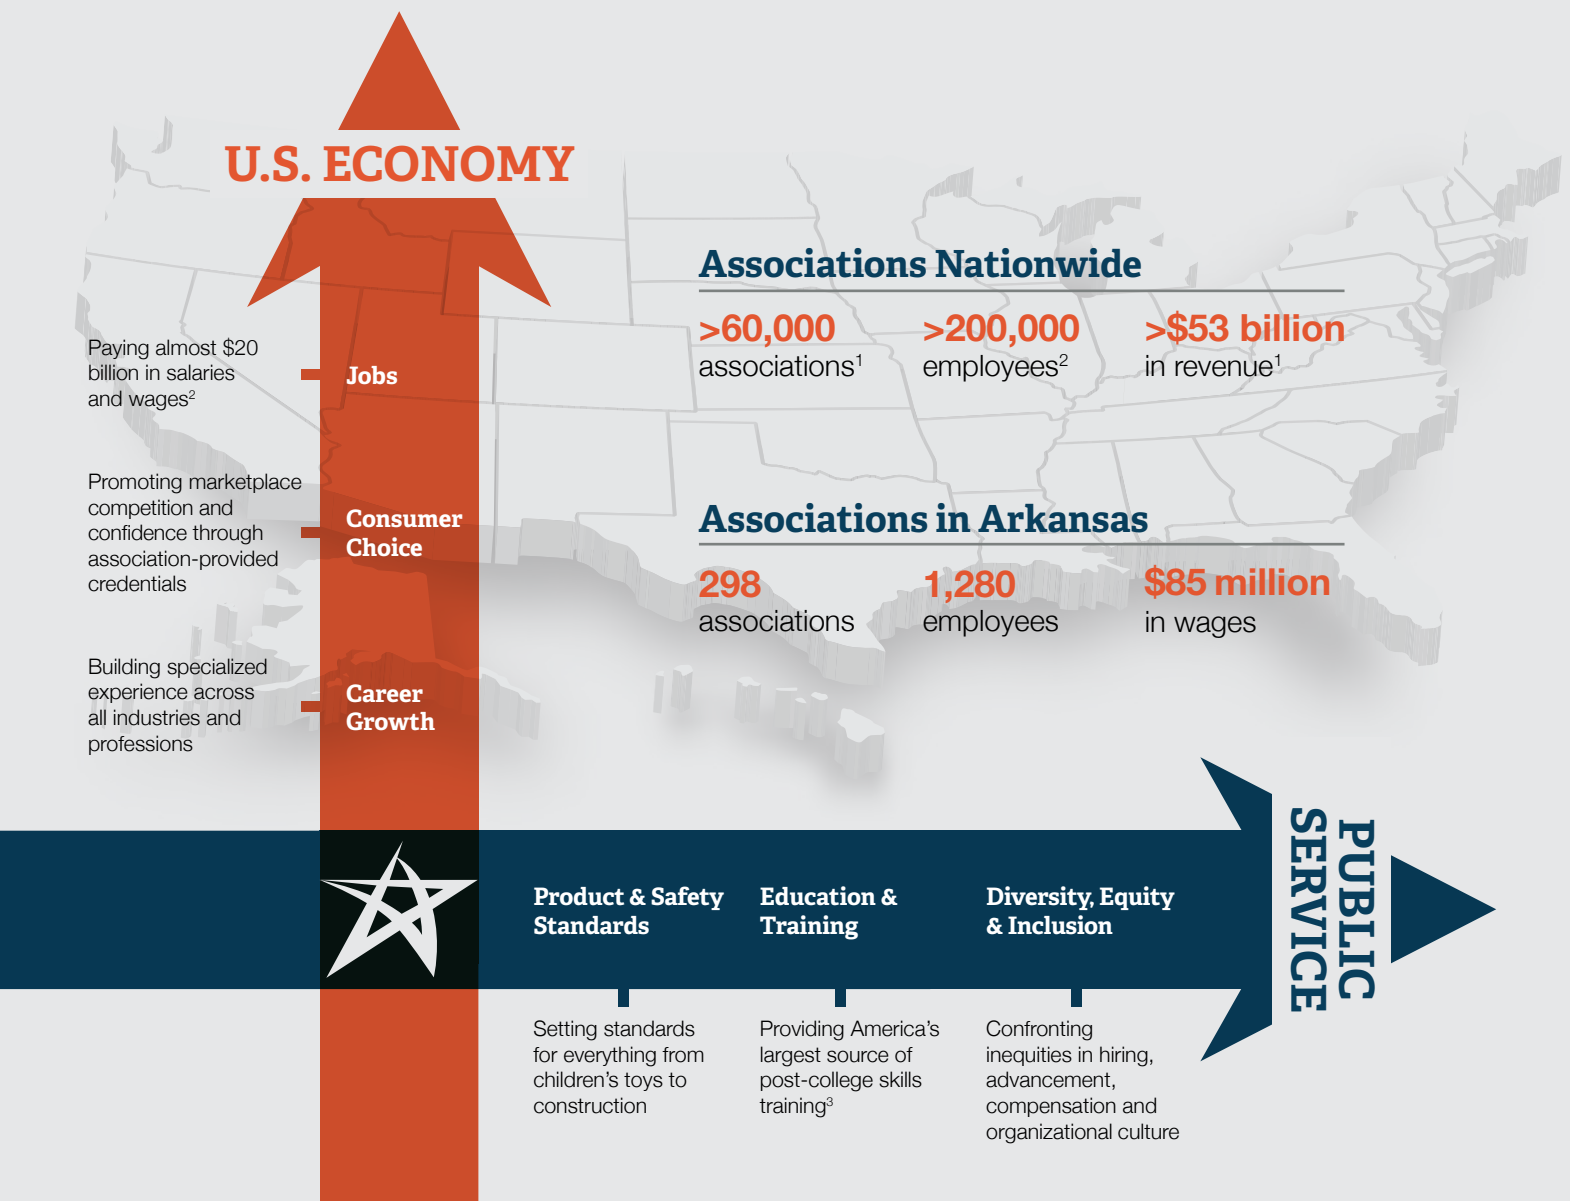 U.S. ECONOMY
Paying almost $20
billion in salaries
and wages²
Jobs
Promoting marketplace
competition and
confidence through
association-provided
credentials
Consumer
Choice
Building specialized
experience across
all industries and
professions
Career
Growth
Associations Nationwide
>60,000
associations¹
>200,000
employees²
>$53 billion
in revenue¹
Associations in Arkansas
298
associations
1,280
employees
$85 million
in wages
Product & Safety
Standards
Setting standards
for everything from
children’s toys to
construction
Education &
Training
Providing America’s
largest source of
post-college skills
training³
Diversity, Equity
& Inclusion
Confronting
inequities in hiring,
advancement,
compensation and
organizational culture
PUBLIC
SERVICE